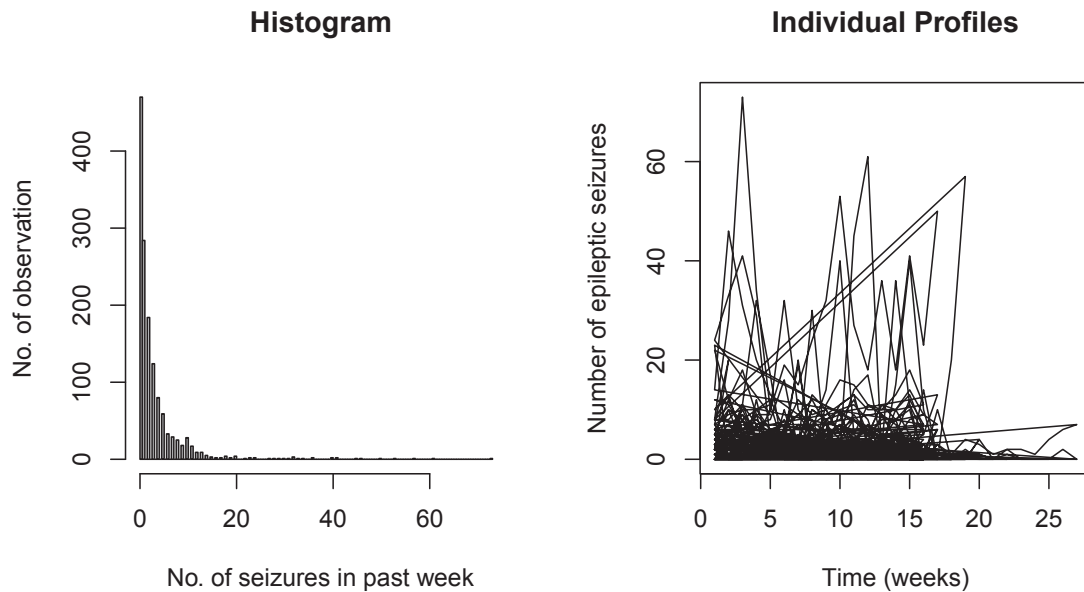 Histogram
No. of observation
0 100 200 300 400
0 20 40 60
No. of seizures in past week
Individual Profiles
Number of epileptic seizures
0 20 40 60
0 5 10 15 20 25
Time (weeks)